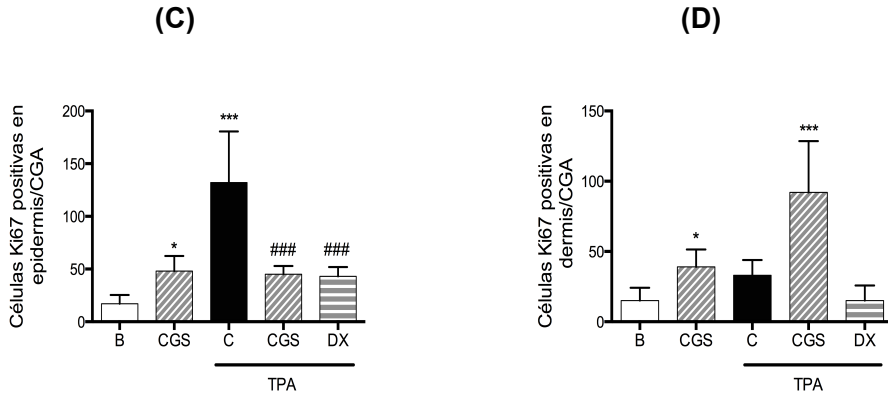 (C)
Células Ki67 positivas en
epidermis/CGA
200
150
100
50
0
*
***
###
###
B
CGS
C
CGS
DX
TPA
(D)
Células Ki67 positivas en
dermis/CGA
150
100
50
0
*
***
B
CGS
C
CGS
DX
TPA